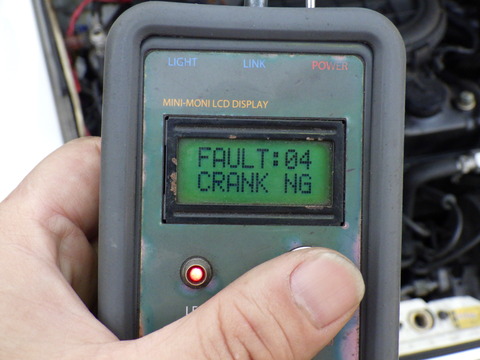 LIGHT LINK POWER
MINI-MONI LCD DISPLAY
FAULT:04
CRANK NG